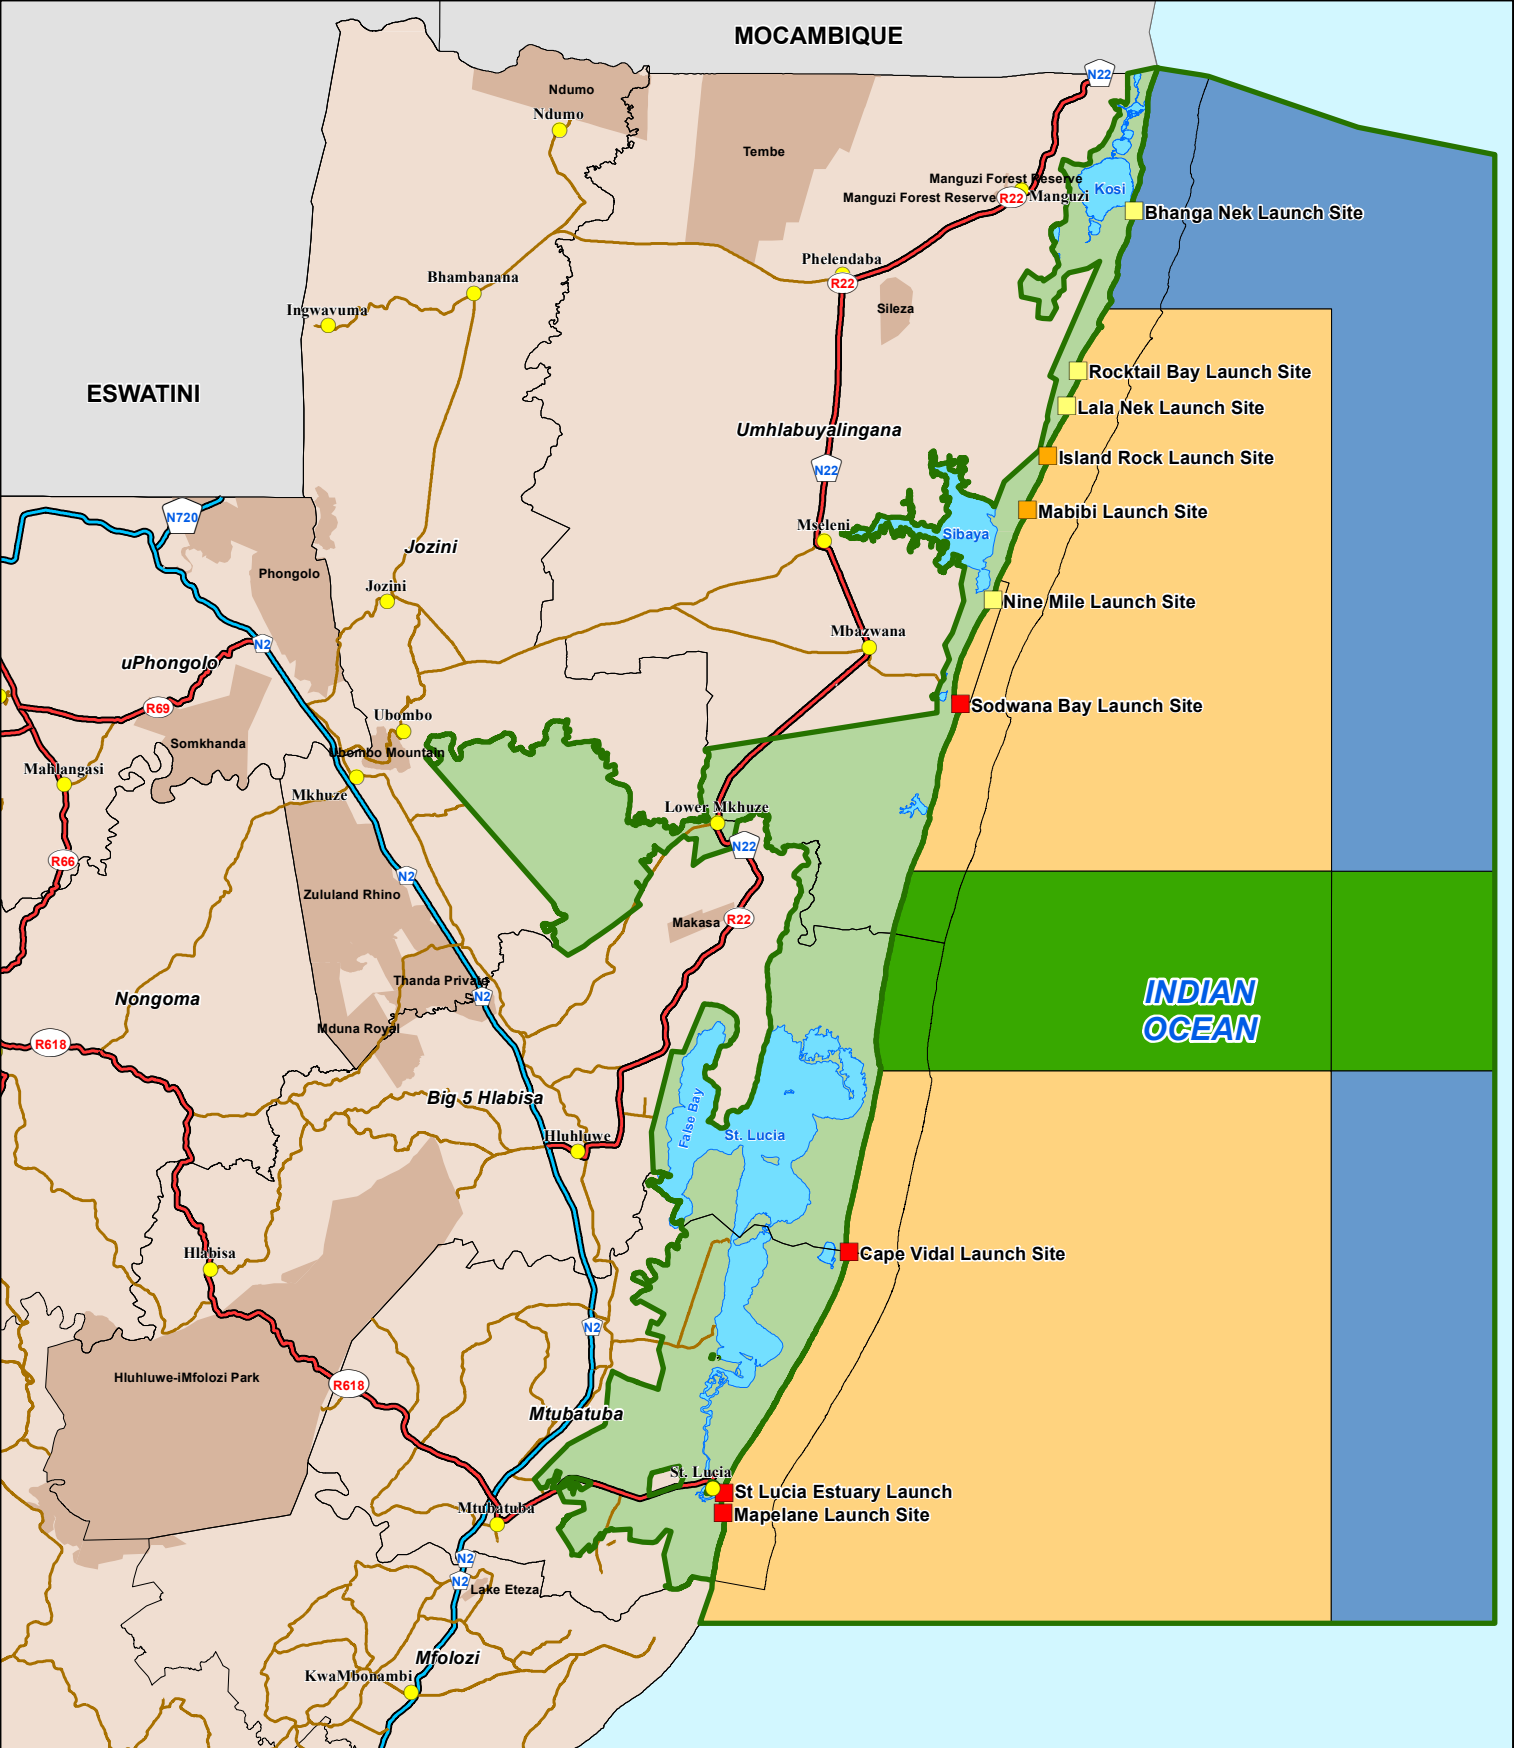 MOCAMBIQUE
N22
Ndumo
Ndumo
Tembe
Manguzi Forest Reserve
Kosi
Manguzi Forest Reserve
R22
Manguzi
Bhanga Nek Launch Site
Phelendaba
R22
Bhambanana
Ingwavuma
Sileza
Rocktail Bay Launch Site
ESWATINI
Lala Nek Launch Site
Umhlabuyalingana
Island Rock Launch Site
N22
Mabibi Launch Site
N720
Mseleni
Sibaya
Jozini
Phongolo
Jozini
Nine Mile Launch Site
Mbazwana
N2
uPhongolo
Sodwana Bay Launch Site
R69
Ubombo
Somkhanda
Ubombo Mountain
Mahlangasi
Mkhuze
Lower Mkhuze
N22
R66
N2
Zululand Rhino
Makasa
R22
Thanda Private
INDIAN
OCEAN
N2
Nongoma
Mduna Royal
R618
Big 5 Hlabisa
False Bay
St. Lucia
Hluhluwe
Hlabisa
Cape Vidal Launch Site
N2
Hluhluwe-iMfolozi Park
R618
Mtubatuba
St. Lucia
St Lucia Estuary Launch
Mtubatuba
Mapelane Launch Site
N2
N2
Lake Eteza
Mfolozi
KwaMbonambi